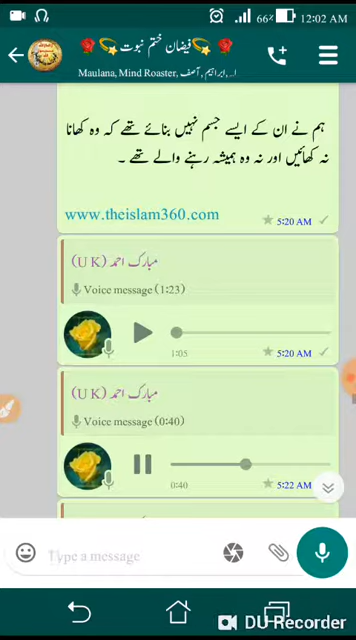 66% 12:02 AM
فیضان ختم نبوت
Maulana, Mind Roaster, آصف, ابراہیم, ...
ہم نے ان کے ایسے جسم نہیں بنائے تھے کہ وہ کھانا
نہ کھائیں اور نہ وہ ہمیشہ رہنے والے تھے ۔
www.theislam360.com
5:20 AM
مبارک احمد (U K)
Voice message (1:23)
1:05 5:20 AM
مبارک احمد (U K)
Voice message (0:40)
0:40 5:22 AM
Type a message
DU Recorder